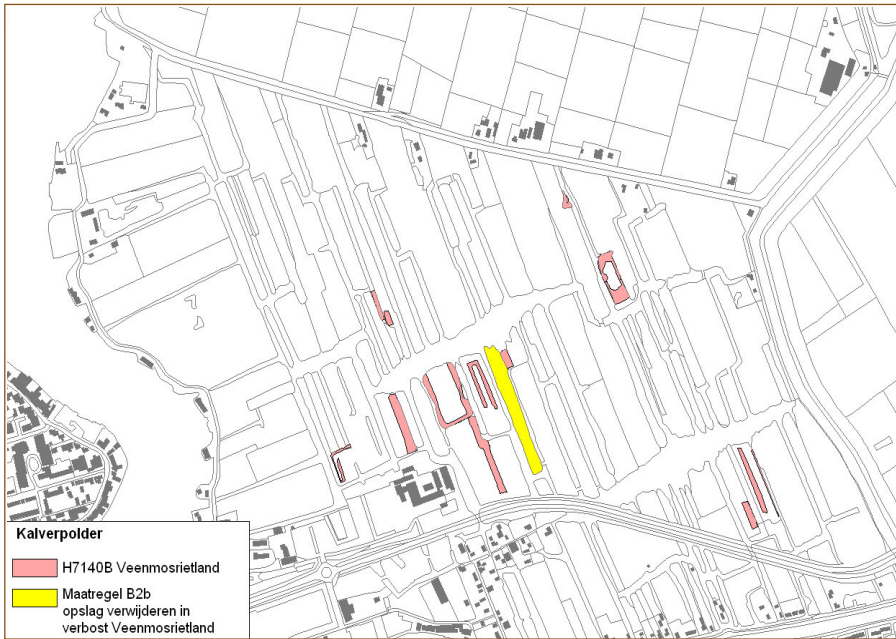 Kalverpolder
H7140B Veenmosrietland
Maatregel B2b
opslag verwijderen in
verbost Veenmosrietland